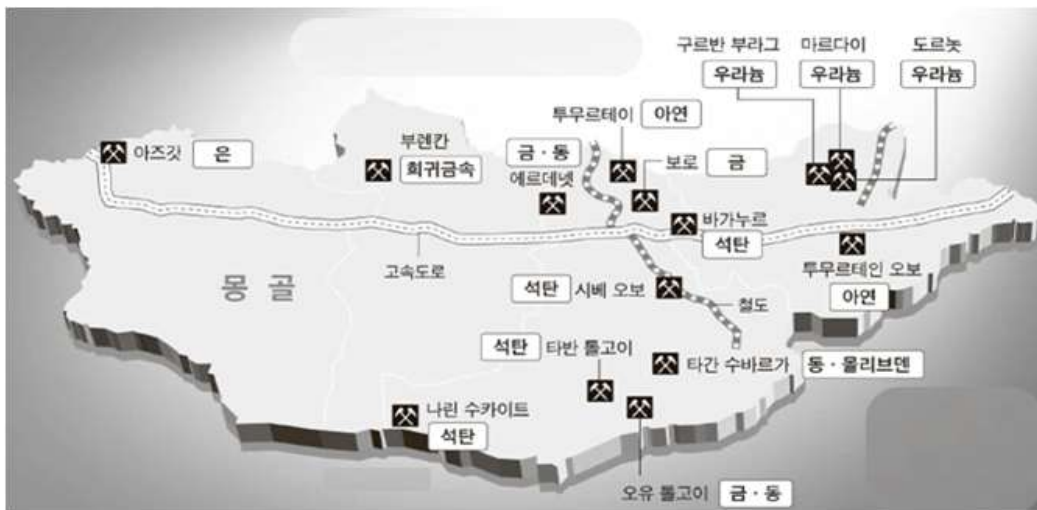 구르반 부라그 마르다이 도르놋
우라늄 우라늄 우라늄
투무르테이 아연
부렌칸
희귀금속
금·동
에르데넷
보로 금
아즈깃 은
바가누르
석탄
고속도로
몽골
석탄 시베 오보
철도
투무르테인 오보
아연
석탄 타반 톨고이
타간 수바르가 동·몰리브덴
나린 수카이트
석탄
오유 톨고이 금·동